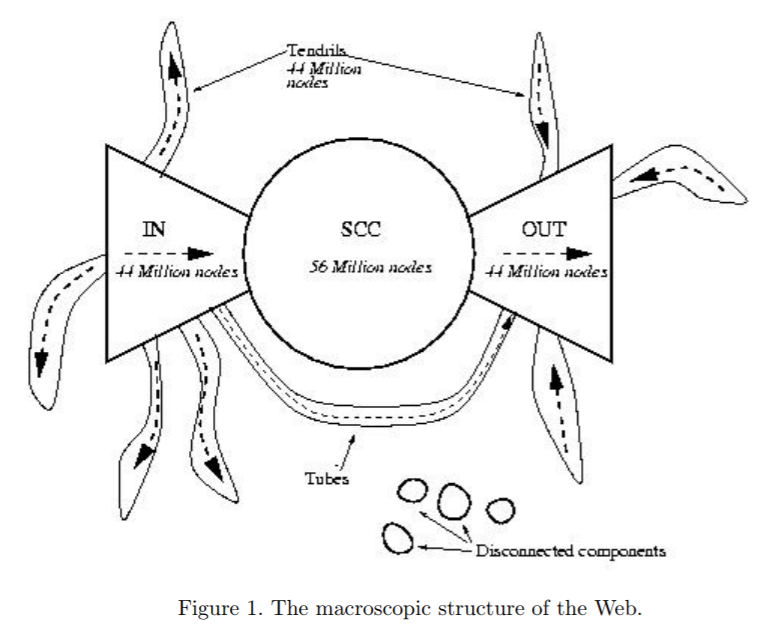 Tendrils
44 Million
nodes
IN
44 Million nodes
SCC
56 Million nodes
OUT
44 Million nodes
Tubes
Disconnected components
Figure 1. The macroscopic structure of the Web.